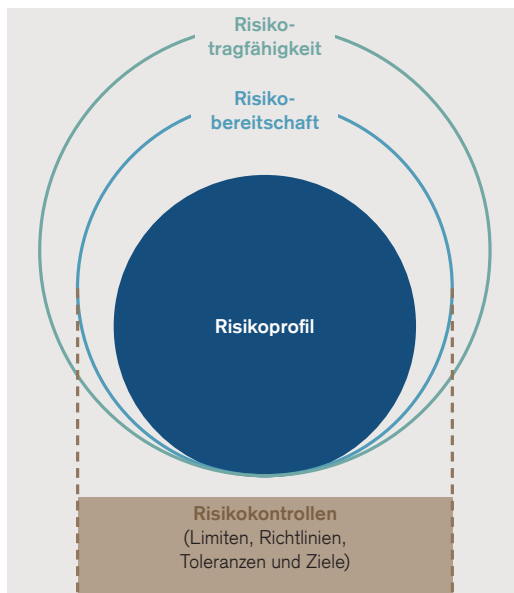 Risiko-
tragfähigkeit
Risiko-
bereitschaft
Risikoprofil
Risikokontrollen
(Limiten, Richtlinien,
Toleranzen und Ziele)